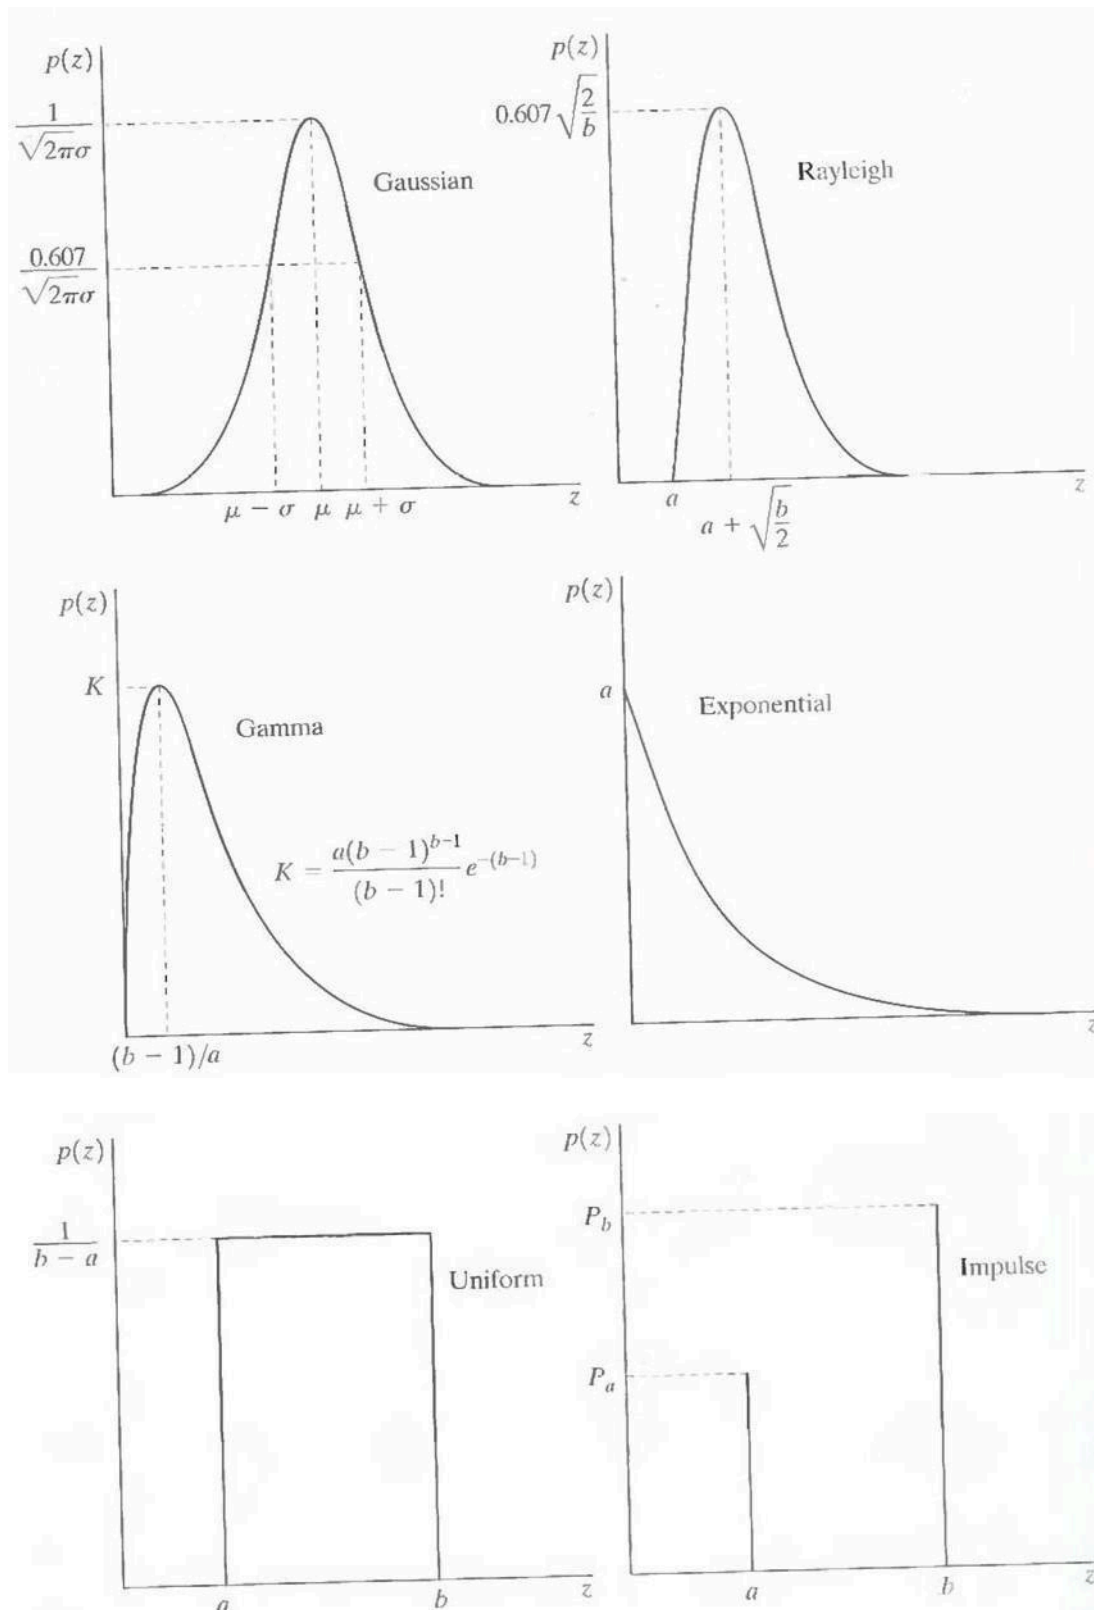 p(z)
1/√2πσ
Gaussian
0.607/√2πσ
μ − σ μ μ + σ z
p(z)
0.607 √2/b
Rayleigh
a z
a + √b/2
p(z)
K
Gamma
K = a(b − 1)^b−1/(b − 1)! e^−(b−1)
z
(b − 1)/a
p(z)
a
Exponential
z
p(z)
1/b − a
Uniform
a b z
p(z)
P_b
Impulse
P_a
a b z